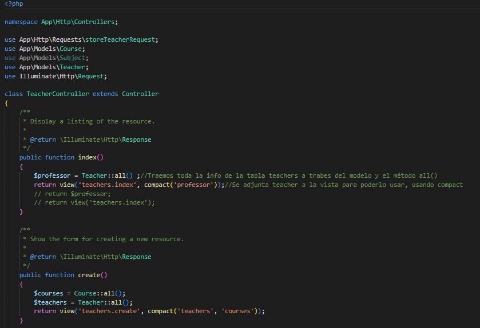 <?php
namespace App\Http\Controllers;
use App\Http\Requests\storeTeacherRequest;
use App\Models\Course;
use App\Models\Subject;
use App\Models\Teacher;
use Illuminate\Http\Request;
class TeacherController extends Controller
{
/**
* Display a listing of the resource.
*
* @return \Illuminate\Http\Response
*/
public function index()
{
$professor = Teacher::all() ;//Traemos toda la info de la tabla teachers a trabes del modelo y el método all()
return view('teachers.index', compact('professor'));//Se adjunta teacher a la vista para poderlo usar, usando compact
// return $professor;
// return view('teachers.index');
}
/**
* Show the form for creating a new resource.
*
* @return \Illuminate\Http\Response
*/
public function create()
{
$courses = Course::all();
$teachers = Teacher::all();
return view('teachers.create', compact('teachers', 'courses'));
}